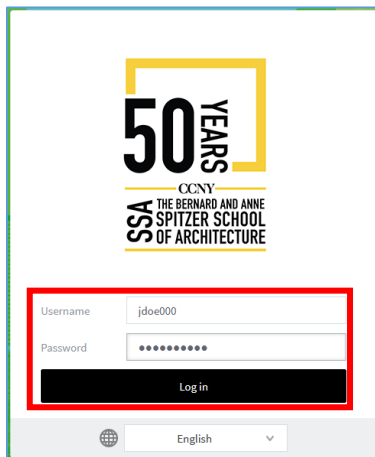 50 YEARS
CCNY
SSA THE BERNARD AND ANNE
SPITZER SCHOOL
OF ARCHITECTURE
Username jdoe000
Password ●●●●●●●●●●
Log in
English